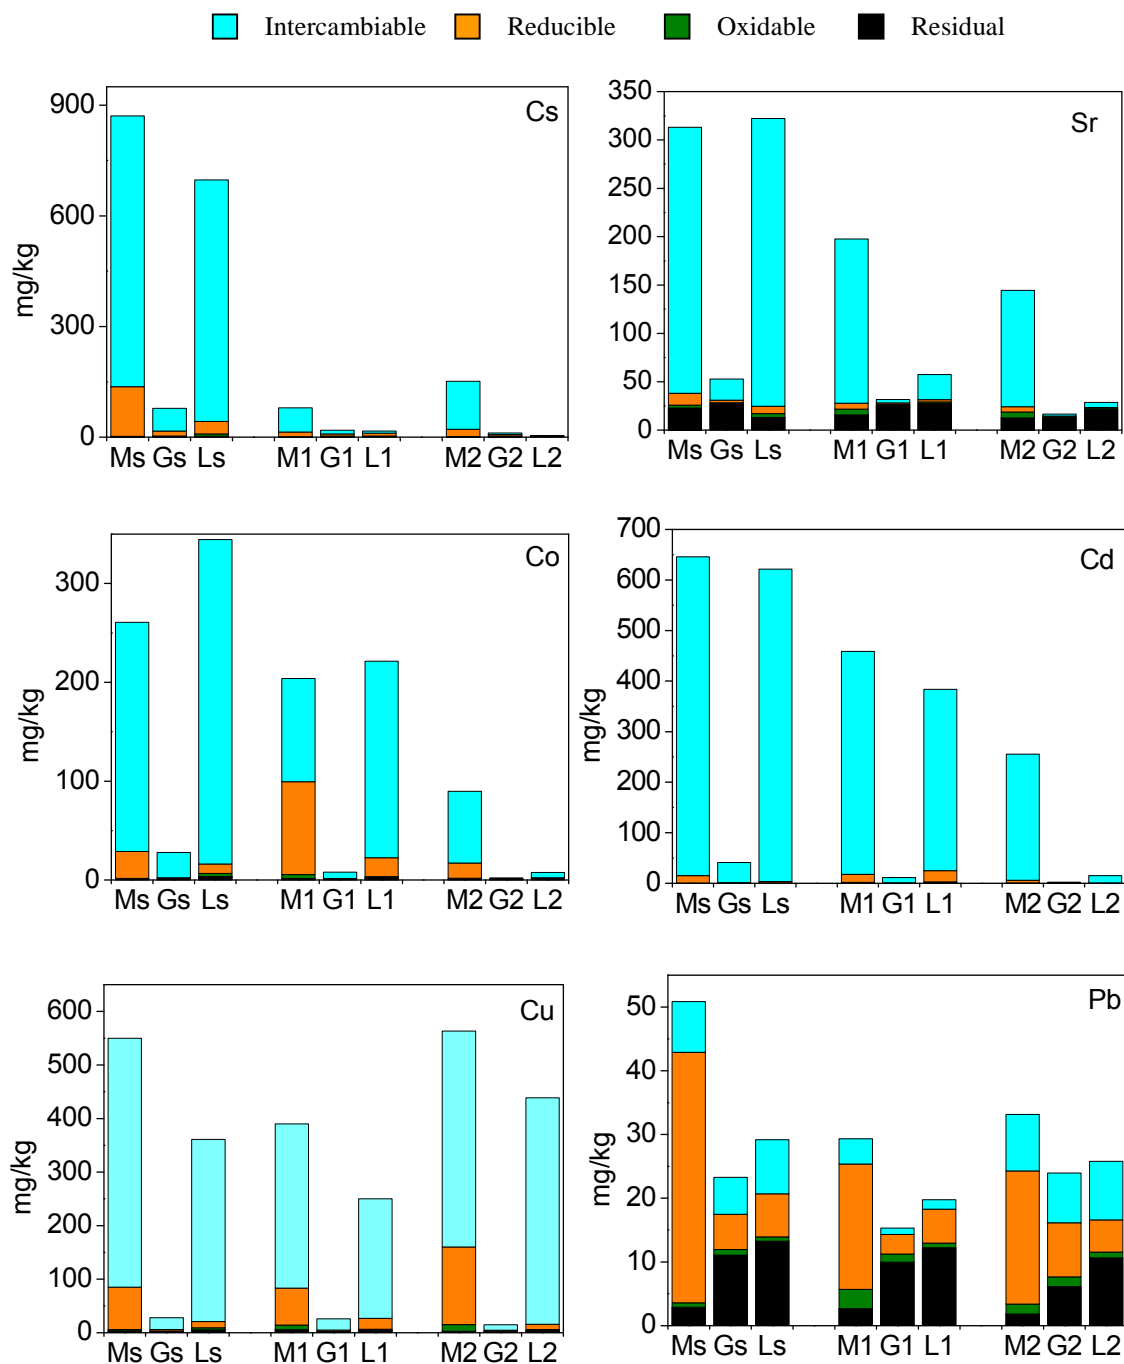 Intercambiable Reducible Oxidable Residual
Cs
900
600
300
0
mg/kg
Ms Gs Ls M1 G1 L1 M2 G2 L2
Sr
350
300
250
200
150
100
50
0
mg/kg
Ms Gs Ls M1 G1 L1 M2 G2 L2
Co
300
200
100
0
mg/kg
Ms Gs Ls M1 G1 L1 M2 G2 L2
Cd
700
600
500
400
300
200
100
0
mg/kg
Ms Gs Ls M1 G1 L1 M2 G2 L2
Cu
600
500
400
300
200
100
0
mg/kg
Ms Gs Ls M1 G1 L1 M2 G2 L2
Pb
50
40
30
20
10
0
mg/kg
Ms Gs Ls M1 G1 L1 M2 G2 L2